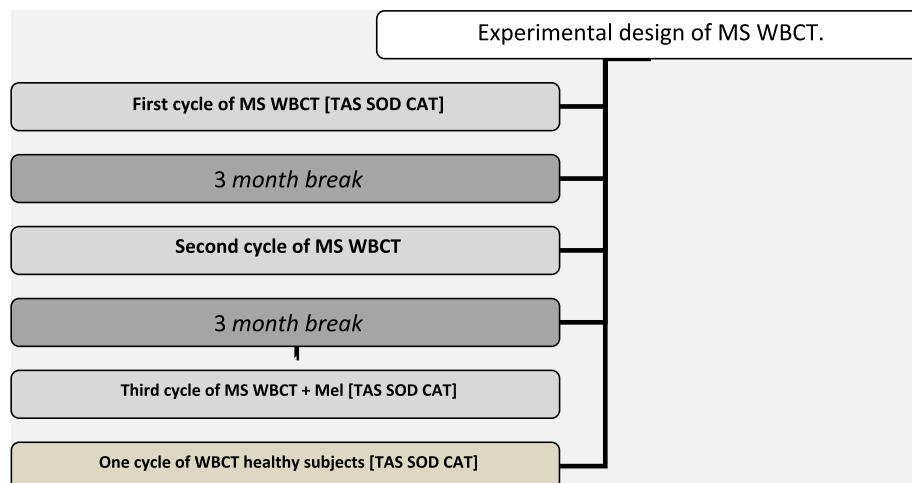 Experimental design of MS WBCT.
First cycle of MS WBCT [TAS SOD CAT]
3 month break
Second cycle of MS WBCT
3 month break
Third cycle of MS WBCT + Mel [TAS SOD CAT]
One cycle of WBCT healthy subjects [TAS SOD CAT]